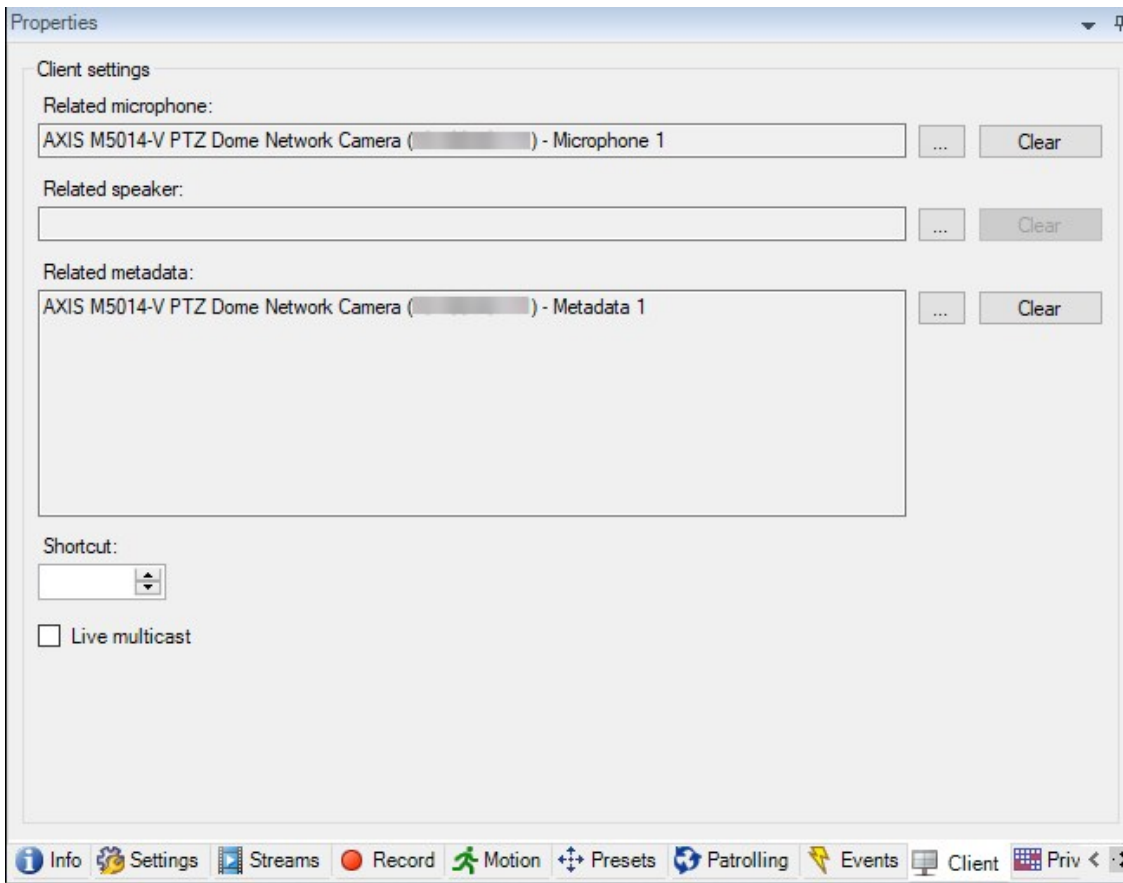 Properties
Client settings
Related microphone:
AXIS M5014-V PTZ Dome Network Camera ( ) - Microphone 1
... Clear
Related speaker:
... Clear
Related metadata:
AXIS M5014-V PTZ Dome Network Camera ( ) - Metadata 1
... Clear
Shortcut:
Live multicast
Info Settings Streams Record Motion Presets Patrolling Events Client Priv